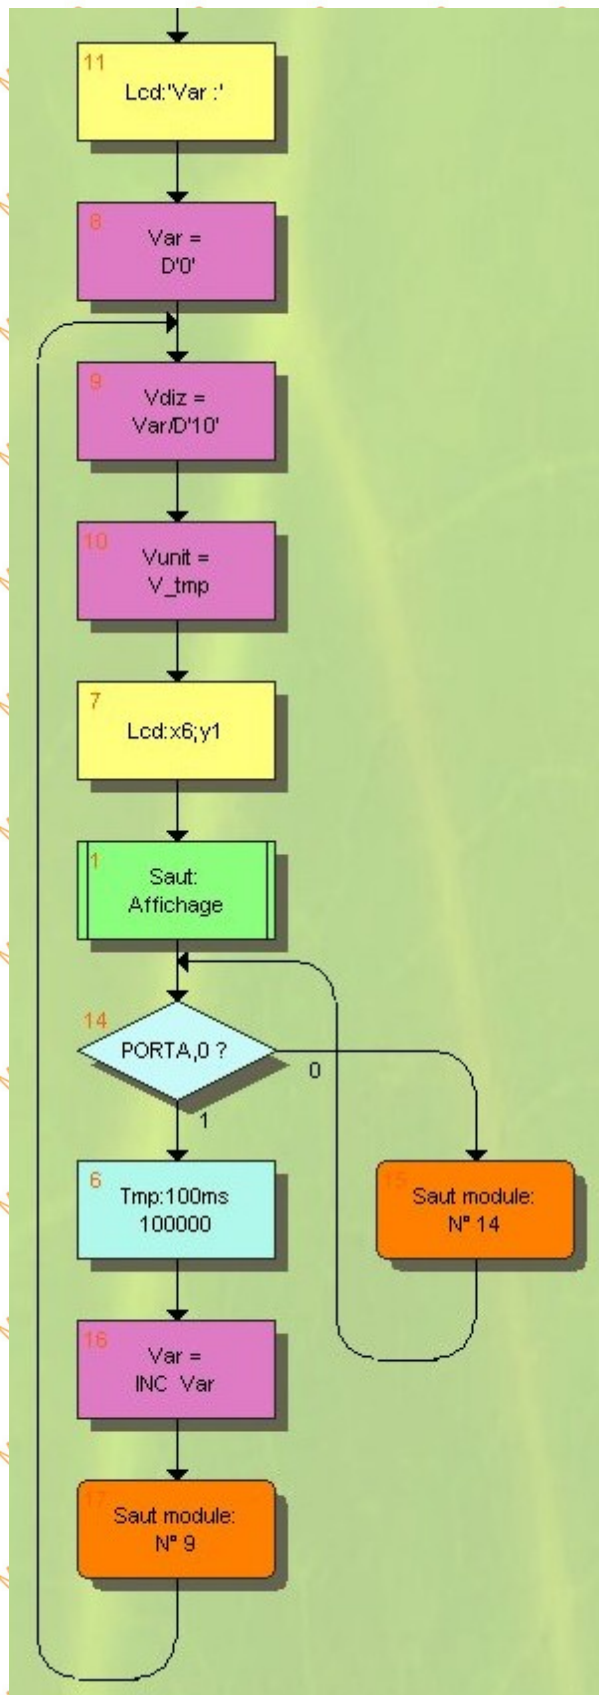 11
Lcd:'Var :'
8
Var =
D'0'
9
Vdiz =
Var/D'10'
10
Vunit =
V_tmp
7
Lcd:x6;y1
1
Saut:
Affichage
14
PORTA,0 ?
0
1
6
Tmp:100ms
100000
15
Saut module:
N° 14
16
Var =
INC Var
17
Saut module:
N° 9